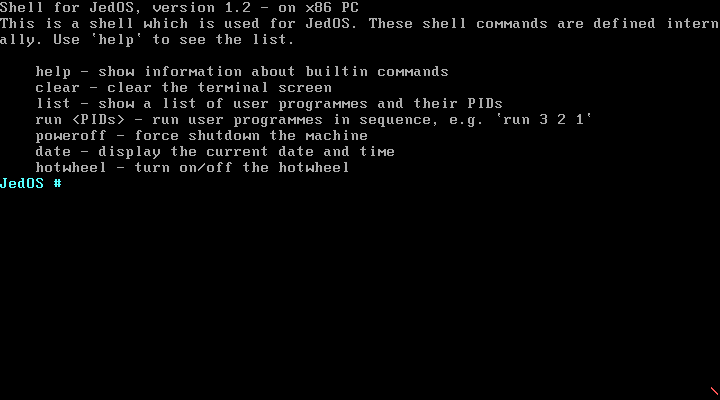 Shell for JedOS, version 1.2 - on x86 PC
This is a shell which is used for JedOS. These shell commands are defined intern
ally. Use `help` to see the list.
help - show information about builtin commands
clear - clear the terminal screen
list - show a list of user programmes and their PIDs
run <PIDs> - run user programmes in sequence, e.g. `run 3 2 1`
poweroff - force shutdown the machine
date - display the current date and time
hotwheel - turn on/off the hotwheel
JedOS #
\